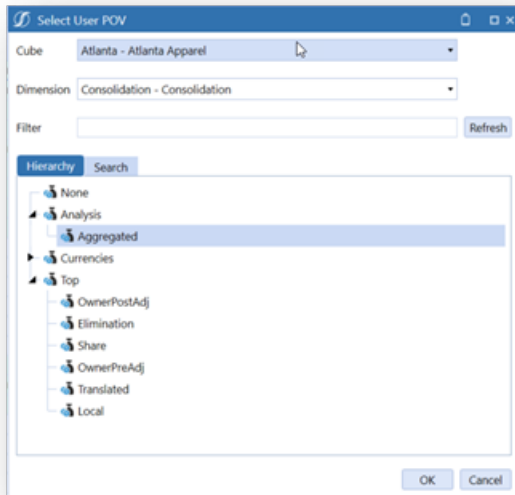 Select User POV
Cube Atlanta - Atlanta Apparel
Dimension Consolidation - Consolidation
Filter Refresh
Hierarchy Search
None
Analysis
Aggregated
Currencies
Top
OwnerPostAdj
Elimination
Share
OwnerPreAdj
Translated
Local
OK Cancel